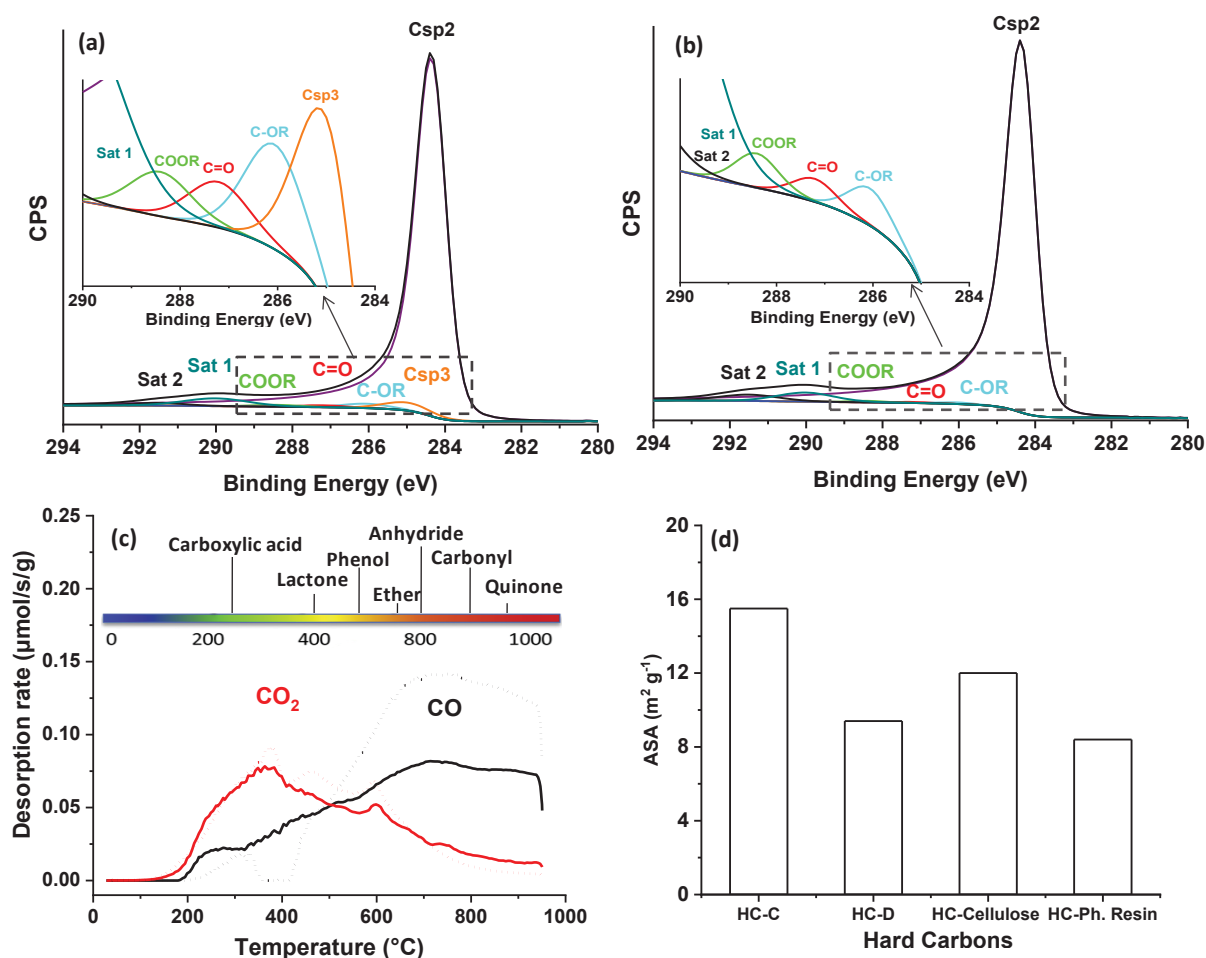 (a)
Csp2
Csp3
C-OR
Sat 1
COOR
C=O
290
288
286
284
Binding Energy (eV)
CPS
C=O
Sat 1
COOR
Csp3
Sat 2
C-OR
294
292
290
288
286
284
282
280
Binding Energy (eV)
(b)
Csp2
Sat 1
COOR
Sat 2
C=O
C-OR
290
288
286
284
Binding Energy (eV)
CPS
Sat 1
COOR
Sat 2
C=O
C-OR
294
292
290
288
286
284
282
280
Binding Energy (eV)
(c)
Anhydride
Carboxylic acid
Carbonyl
Phenol
Lactone
Ether
Quinone
0
200
400
800
1000
CO2
CO
0.25
0.20
0.15
0.10
0.05
0.00
Desorption rate (µmol/s/g)
0
200
400
600
800
1000
Temperature (°C)
(d)
20
16
12
8
4
0
ASA (m² g⁻¹)
HC-C
HC-D
HC-Cellulose
HC-Ph. Resin
Hard Carbons